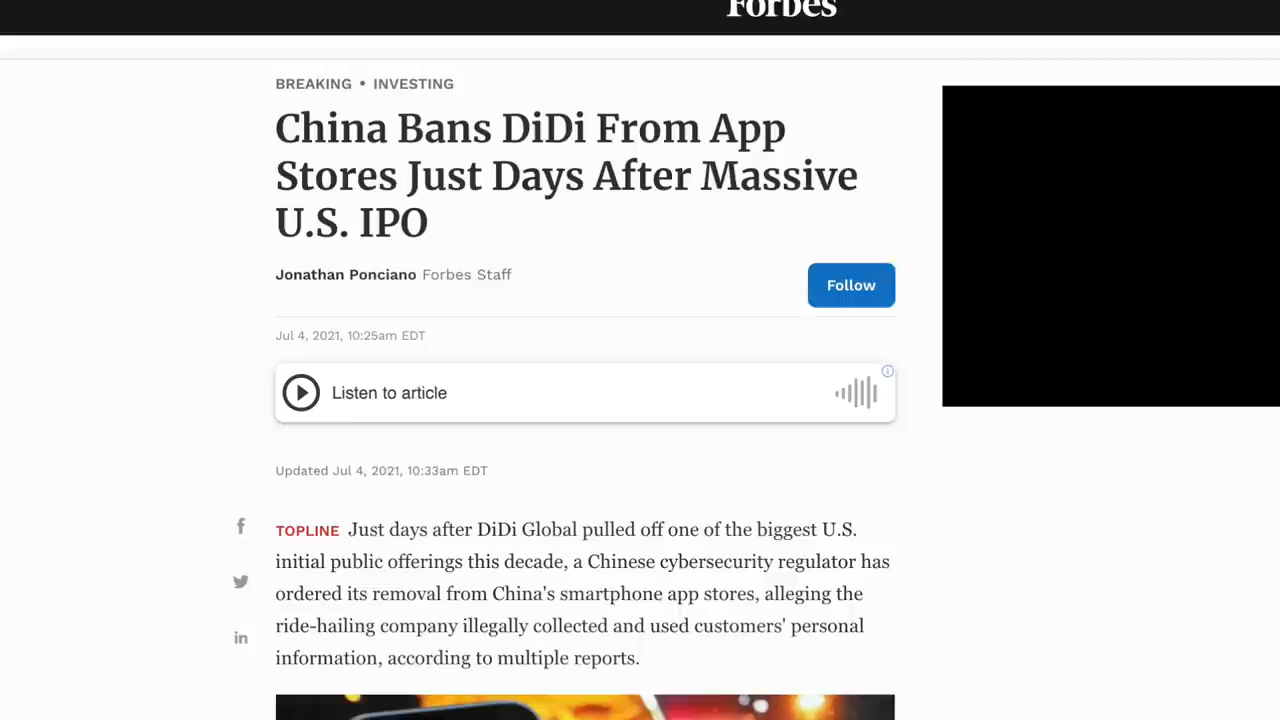 Forbes
BREAKING • INVESTING
China Bans DiDi From App
Stores Just Days After Massive
U.S. IPO
Jonathan Ponciano Forbes Staff
Follow
Jul 4, 2021, 10:25am EDT
Listen to article
Updated Jul 4, 2021, 10:33am EDT
TOPLINE Just days after DiDi Global pulled off one of the biggest U.S.
initial public offerings this decade, a Chinese cybersecurity regulator has
ordered its removal from China's smartphone app stores, alleging the
ride-hailing company illegally collected and used customers' personal
information, according to multiple reports.